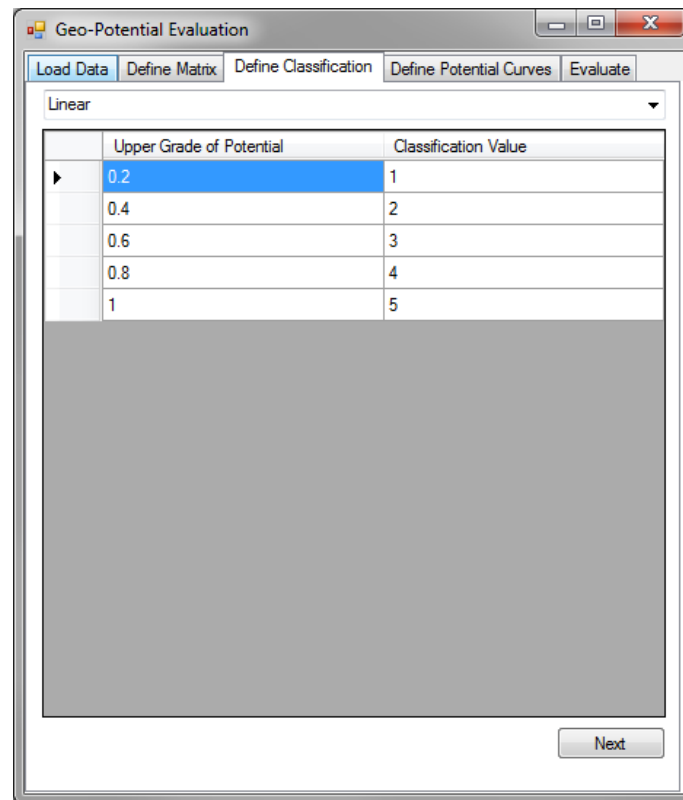 Geo-Potential Evaluation
Load Data Define Matrix Define Classification Define Potential Curves Evaluate
Linear
Upper Grade of Potential Classification Value
0.2 1
0.4 2
0.6 3
0.8 4
1 5
Next